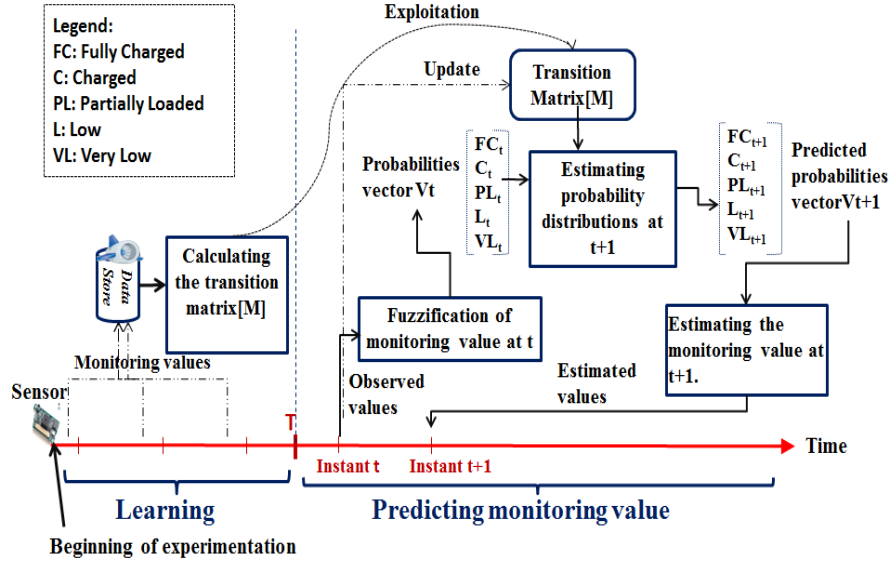 Legend:
FC: Fully Charged
C: Charged
PL: Partially Loaded
L: Low
VL: Very Low
Exploitation
Update
Transition
Matrix[M]
Probabilities
vector Vt
FCt
Ct
PLt
Lt
VLt
Estimating
probability
distributions at
t+1
FCt+1
Ct+1
PLt+1
Lt+1
VLt+1
Predicted
probabilities
vectorVt+1
Data
Store
Calculating
the transition
matrix[M]
Fuzzification of
monitoring value at t
Estimating the
monitoring value at
t+1.
Monitoring values
Sensor
Observed
values
Estimated
values
T
Time
Instant t
Instant t+1
Learning
Predicting monitoring value
Beginning of experimentation